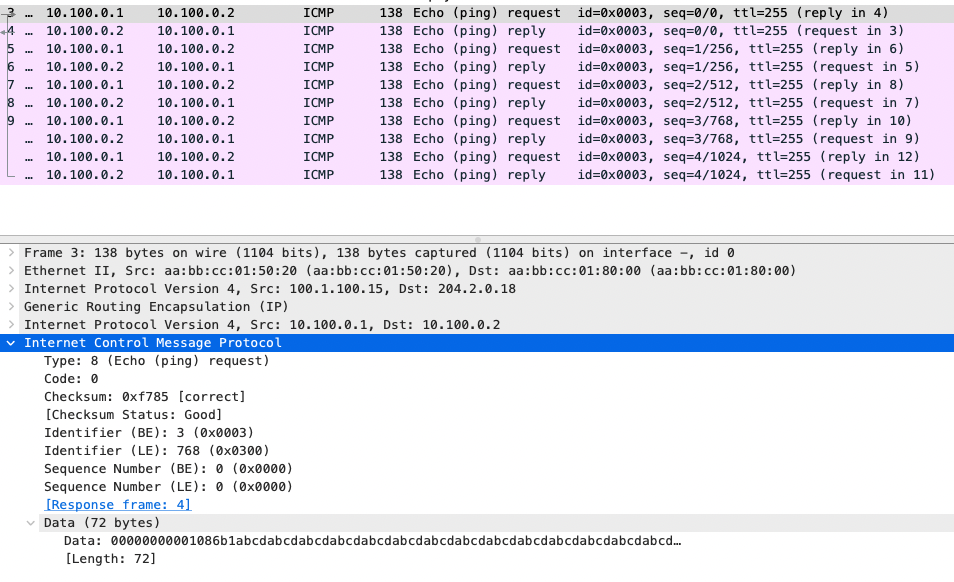 3 … 10.100.0.1 10.100.0.2 ICMP 138 Echo (ping) request id=0x0003, seq=0/0, ttl=255 (reply in 4)
4 … 10.100.0.2 10.100.0.1 ICMP 138 Echo (ping) reply id=0x0003, seq=0/0, ttl=255 (request in 3)
5 … 10.100.0.1 10.100.0.2 ICMP 138 Echo (ping) request id=0x0003, seq=1/256, ttl=255 (reply in 6)
6 … 10.100.0.2 10.100.0.1 ICMP 138 Echo (ping) reply id=0x0003, seq=1/256, ttl=255 (request in 5)
7 … 10.100.0.1 10.100.0.2 ICMP 138 Echo (ping) request id=0x0003, seq=2/512, ttl=255 (reply in 8)
8 … 10.100.0.2 10.100.0.1 ICMP 138 Echo (ping) reply id=0x0003, seq=2/512, ttl=255 (request in 7)
9 … 10.100.0.1 10.100.0.2 ICMP 138 Echo (ping) request id=0x0003, seq=3/768, ttl=255 (reply in 10)
… 10.100.0.2 10.100.0.1 ICMP 138 Echo (ping) reply id=0x0003, seq=3/768, ttl=255 (request in 9)
… 10.100.0.1 10.100.0.2 ICMP 138 Echo (ping) request id=0x0003, seq=4/1024, ttl=255 (reply in 12)
… 10.100.0.2 10.100.0.1 ICMP 138 Echo (ping) reply id=0x0003, seq=4/1024, ttl=255 (request in 11)
Frame 3: 138 bytes on wire (1104 bits), 138 bytes captured (1104 bits) on interface –, id 0
Ethernet II, Src: aa:bb:cc:01:50:20 (aa:bb:cc:01:50:20), Dst: aa:bb:cc:01:80:00 (aa:bb:cc:01:80:00)
Internet Protocol Version 4, Src: 100.1.100.15, Dst: 204.2.0.18
Generic Routing Encapsulation (IP)
Internet Protocol Version 4, Src: 10.100.0.1, Dst: 10.100.0.2
Internet Control Message Protocol
Type: 8 (Echo (ping) request)
Code: 0
Checksum: 0xf785 [correct]
[Checksum Status: Good]
Identifier (BE): 3 (0x0003)
Identifier (LE): 768 (0x0300)
Sequence Number (BE): 0 (0x0000)
Sequence Number (LE): 0 (0x0000)
[Response frame: 4]
Data (72 bytes)
Data: 00000000001086b1abcdabcdabcdabcdabcdabcdabcdabcdabcdabcdabcdabcdabcdabcd…
[Length: 72]